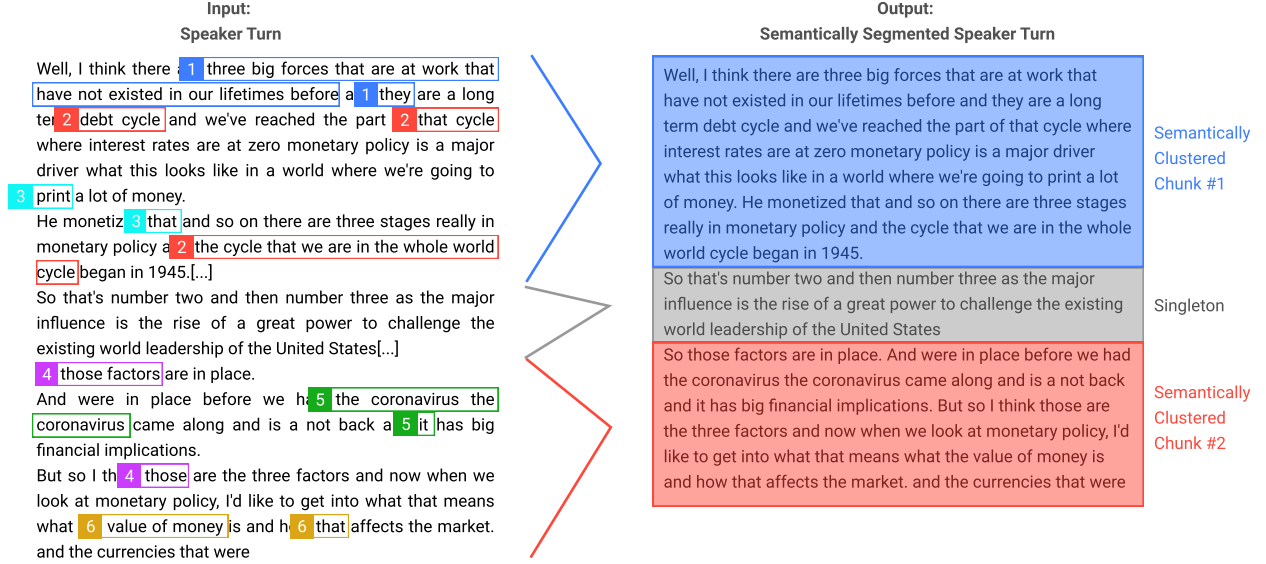 Input:
Speaker Turn
Well, I think there 1 three big forces that are at work that
have not existed in our lifetimes before a 1 they are a long
ter 2 debt cycle and we've reached the part 2 that cycle
where interest rates are at zero monetary policy is a major
driver what this looks like in a world where we're going to
3 print a lot of money.
He monetiz 3 that and so on there are three stages really in
monetary policy a 2 the cycle that we are in the whole world
cycle began in 1945.[...]
So that's number two and then number three as the major
influence is the rise of a great power to challenge the
existing world leadership of the United States[...]
4 those factors are in place.
And were in place before we ha 5 the coronavirus the
coronavirus came along and is a not back a 5 it has big
financial implications.
But so I th 4 those are the three factors and now when we
look at monetary policy, I'd like to get into what that means
what 6 value of money is and h 6 that affects the market.
and the currencies that were
Output:
Semantically Segmented Speaker Turn
Well, I think there are three big forces that are at work that
have not existed in our lifetimes before and they are a long
term debt cycle and we've reached the part of that cycle where
interest rates are at zero monetary policy is a major driver
what this looks like in a world where we're going to print a lot
of money. He monetized that and so on there are three stages
really in monetary policy and the cycle that we are in the whole
world cycle began in 1945.
So that's number two and then number three as the major
influence is the rise of a great power to challenge the existing
world leadership of the United States
So those factors are in place. And were in place before we had
the coronavirus the coronavirus came along and is a not back
and it has big financial implications. But so I think those are
the three factors and now when we look at monetary policy, I'd
like to get into what that means what the value of money is
and how that affects the market. and the currencies that were
Semantically
Clustered
Chunk #1
Singleton
Semantically
Clustered
Chunk #2